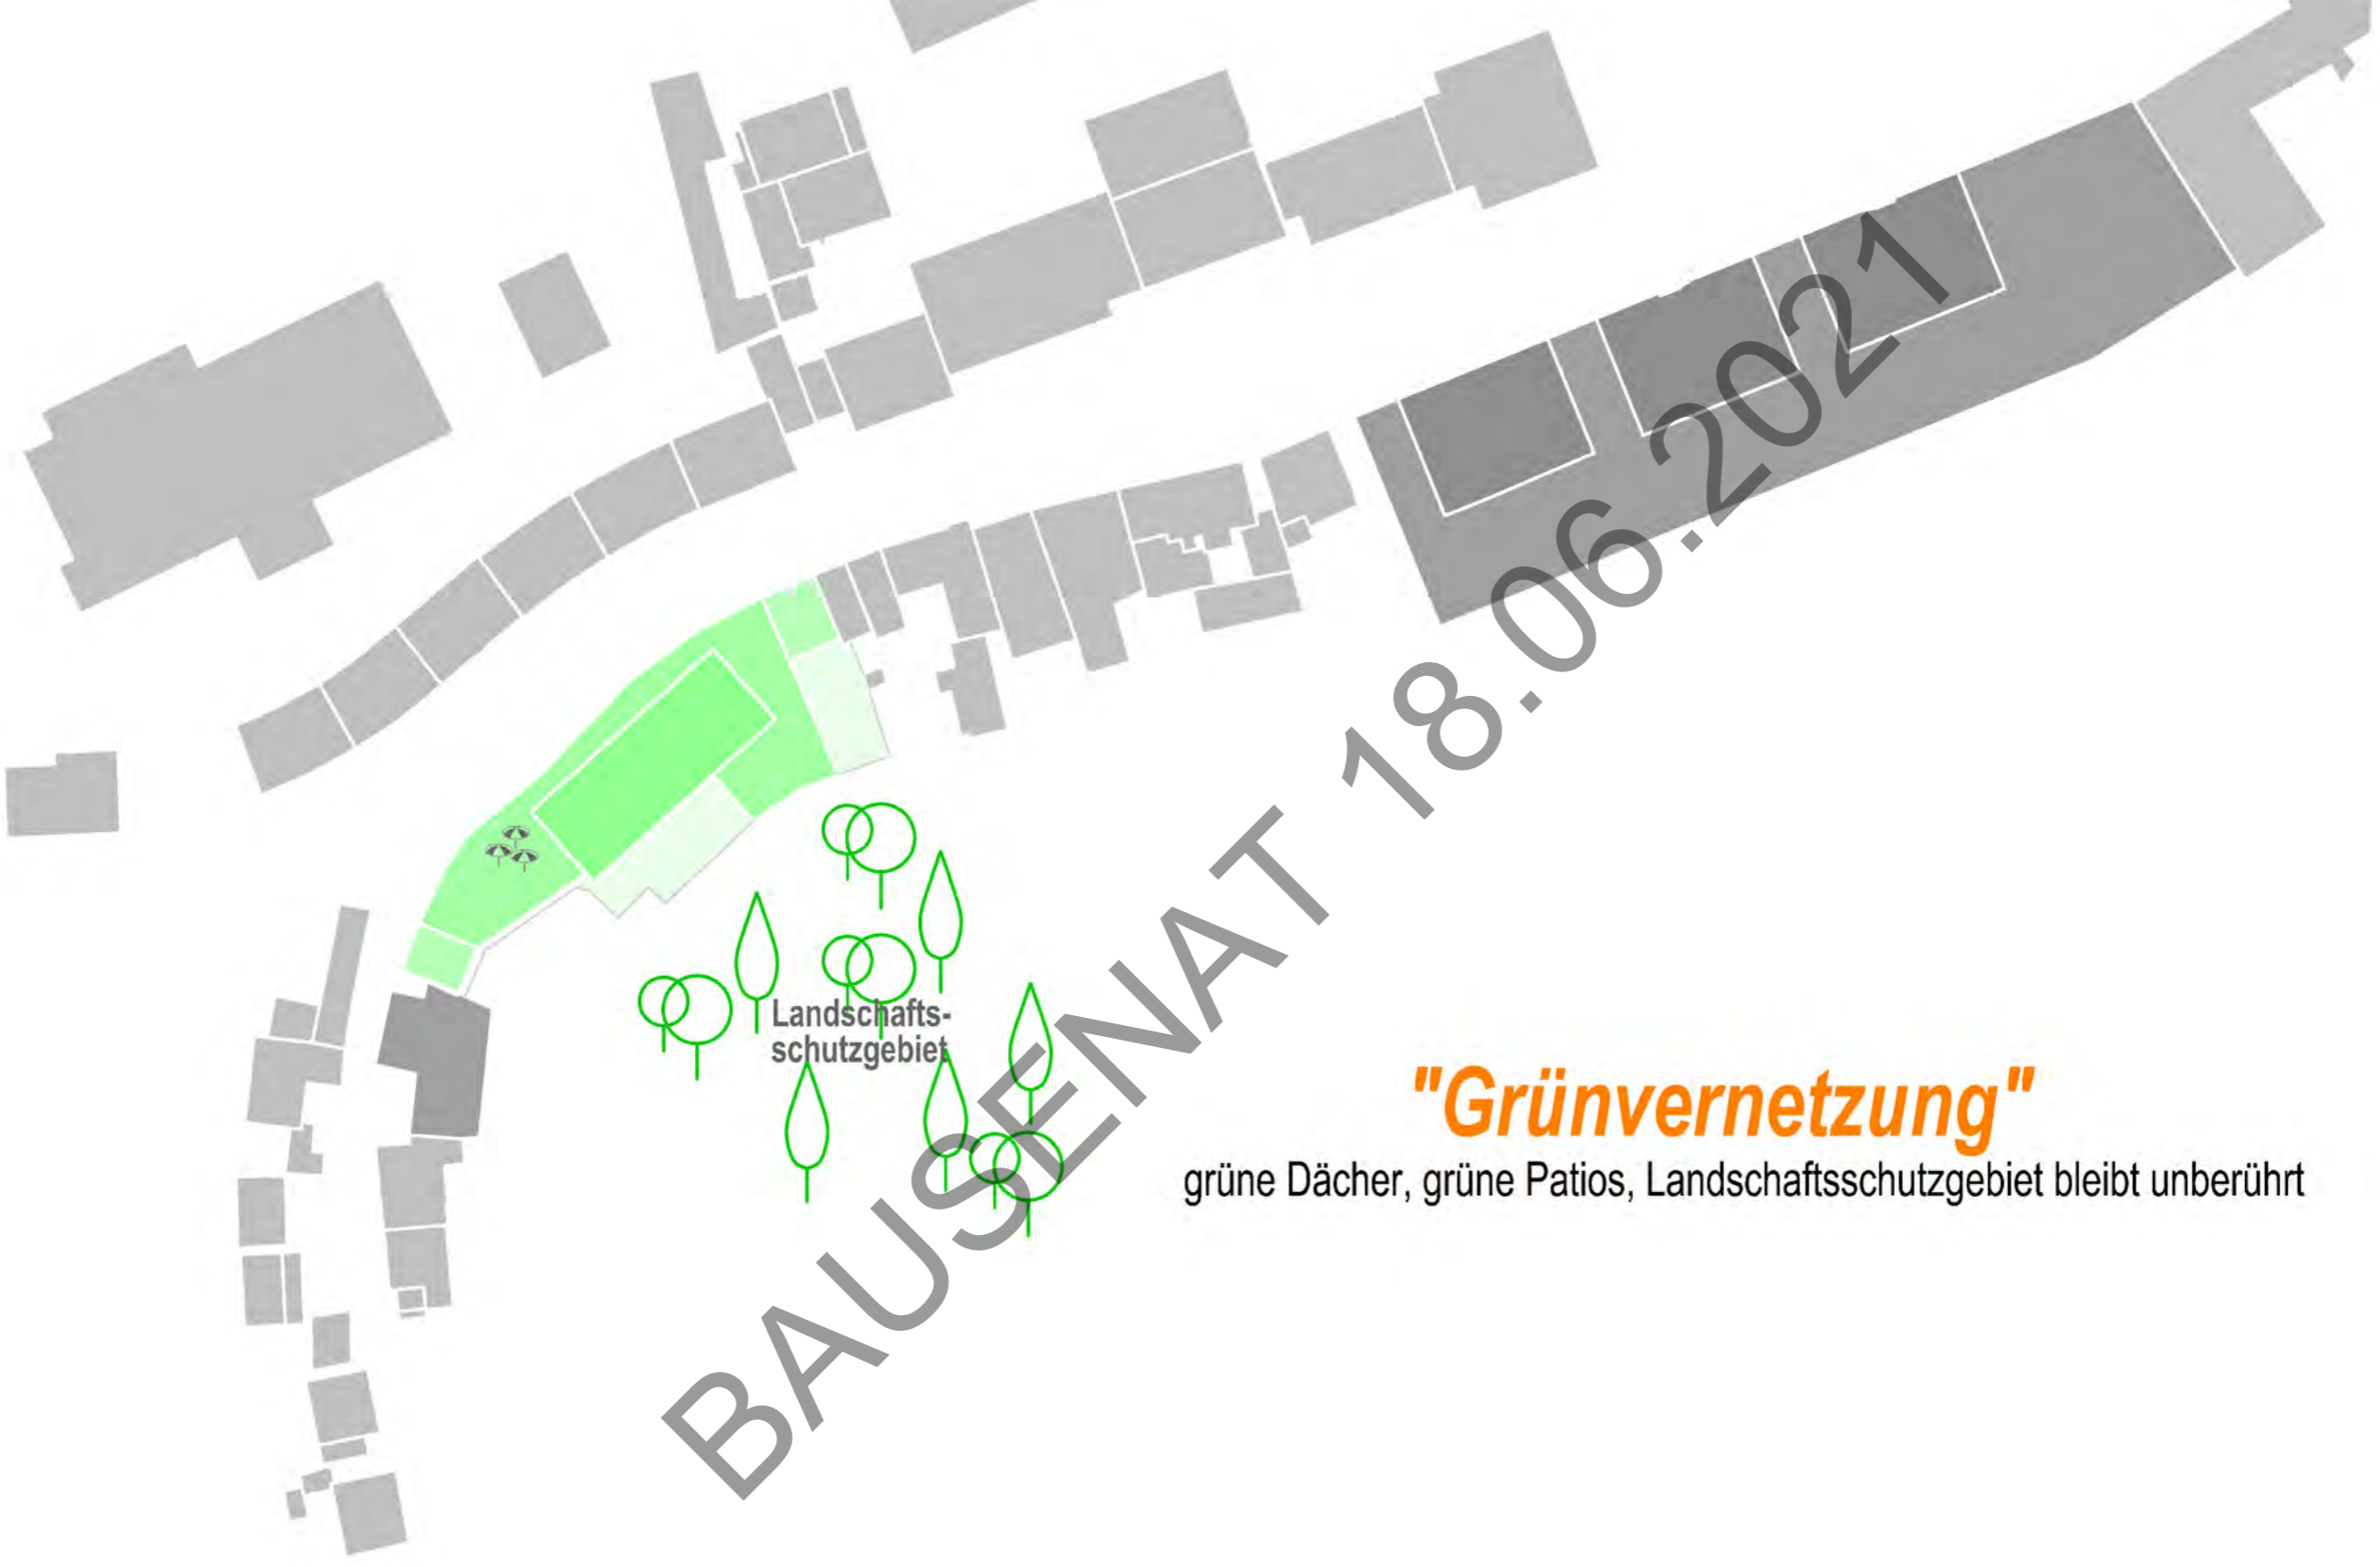 Landschafts-
schutzgebiet
"Grünvernetzung"
grüne Dächer, grüne Patios, Landschaftsschutzgebiet bleibt unberührt
BAUSENAT 18.06.2021